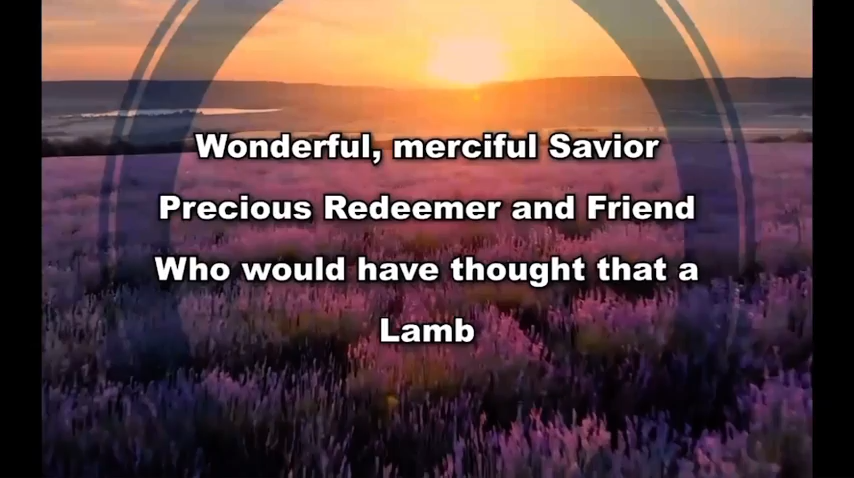 Wonderful, merciful Savior
Precious Redeemer and Friend
Who would have thought that a
Lamb